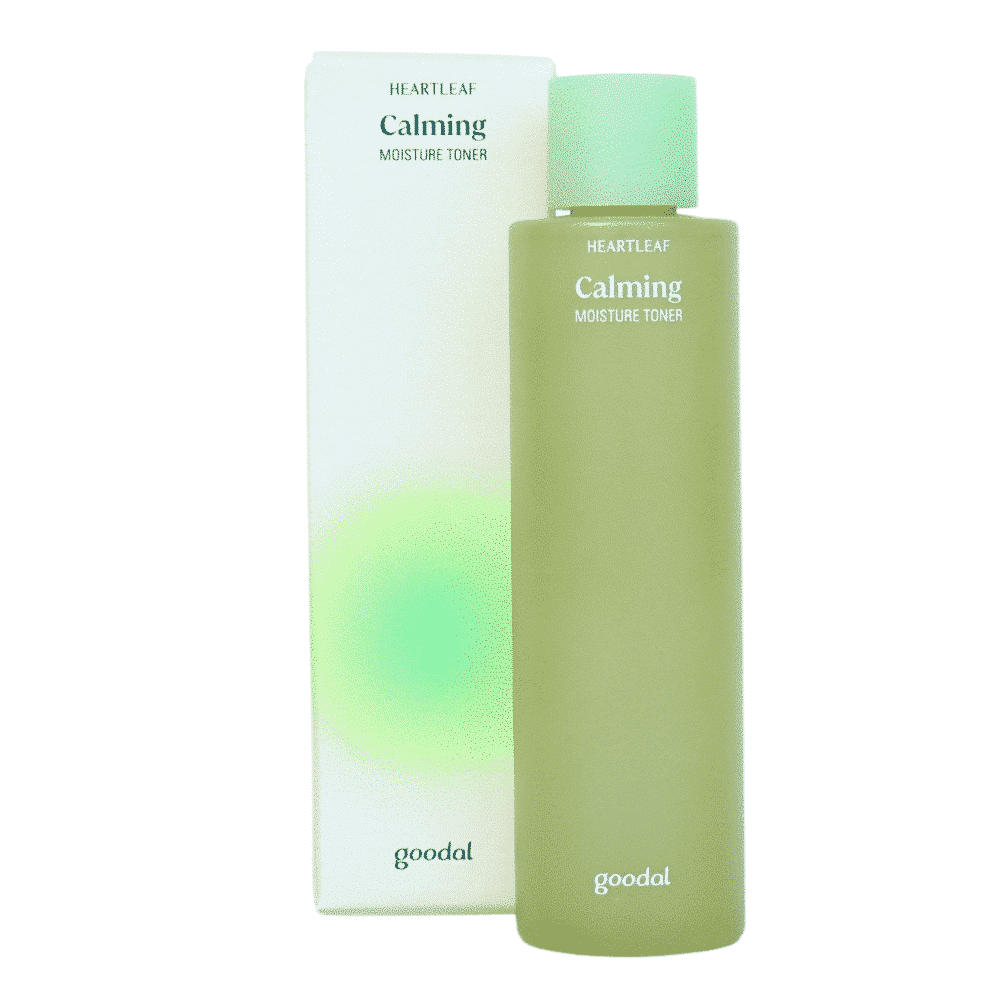 HEARTLEAF
Calming
MOISTURE TONER
goodal
HEARTLEAF
Calming
MOISTURE TONER
goodal